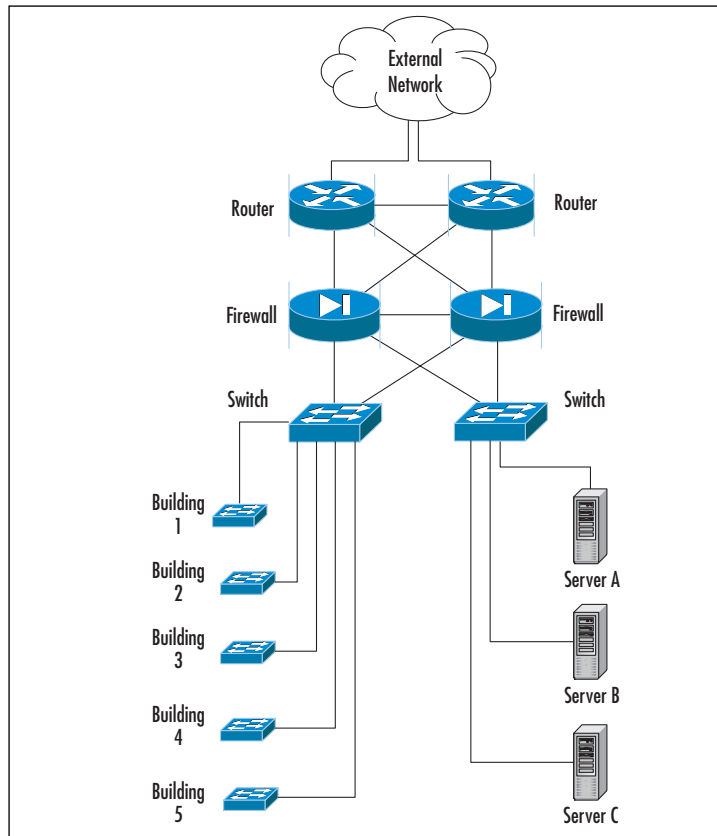 External
Network
Router
Router
Firewall
Firewall
Switch
Switch
Building
1
Server A
Building
2
Building
3
Server B
Building
4
Building
5
Server C